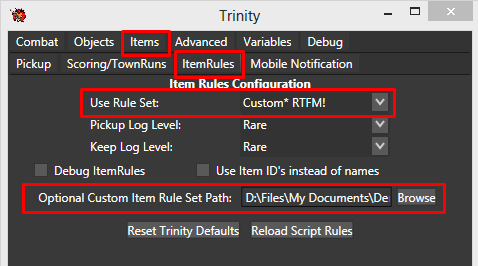 Trinity
Combat Objects Items Advanced Variables Debug
Pickup Scoring/TownRuns ItemRules Mobile Notification
Item Rules Configuration
Use Rule Set: Custom* RTFM!
Pickup Log Level: Rare
Keep Log Level: Rare
Debug ItemRules Use Item ID's instead of names
Optional Custom Item Rule Set Path: D:\Files\My Documents\De Browse
Reset Trinity Defaults Reload Script Rules